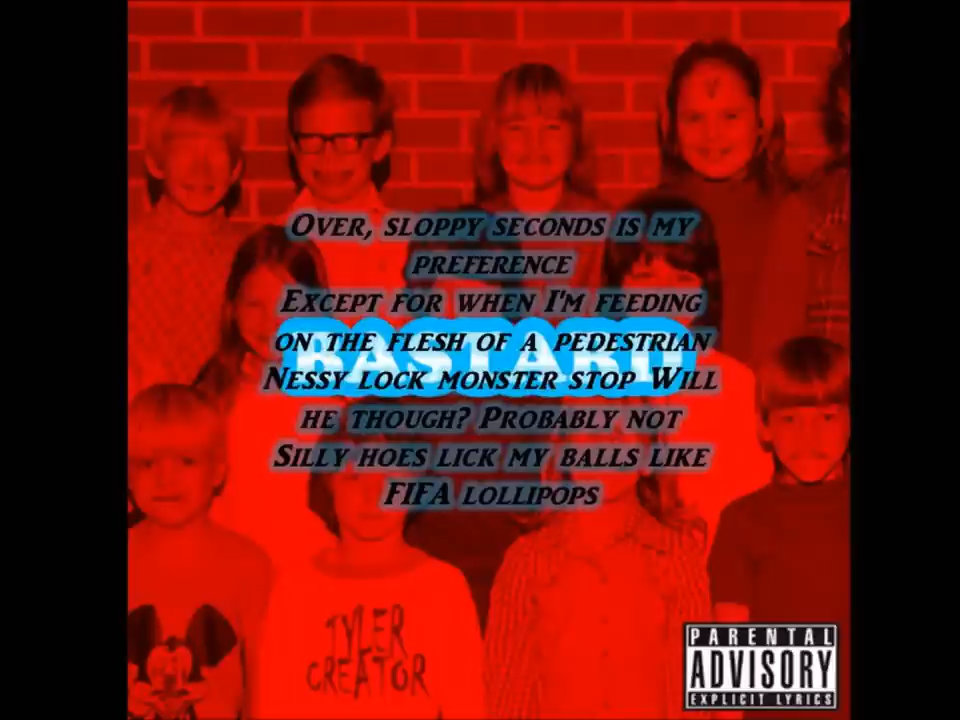 Over, sloppy seconds is my
preference
Except for when I'm feeding
on the flesh of a pedestrian
BASTARD
Nessy lock monster stop Will
he though? Probably not
Silly hoes lick my balls like
FIFA lollipops
TYLER
CREATOR
PARENTAL
ADVISORY
EXPLICIT LYRICS